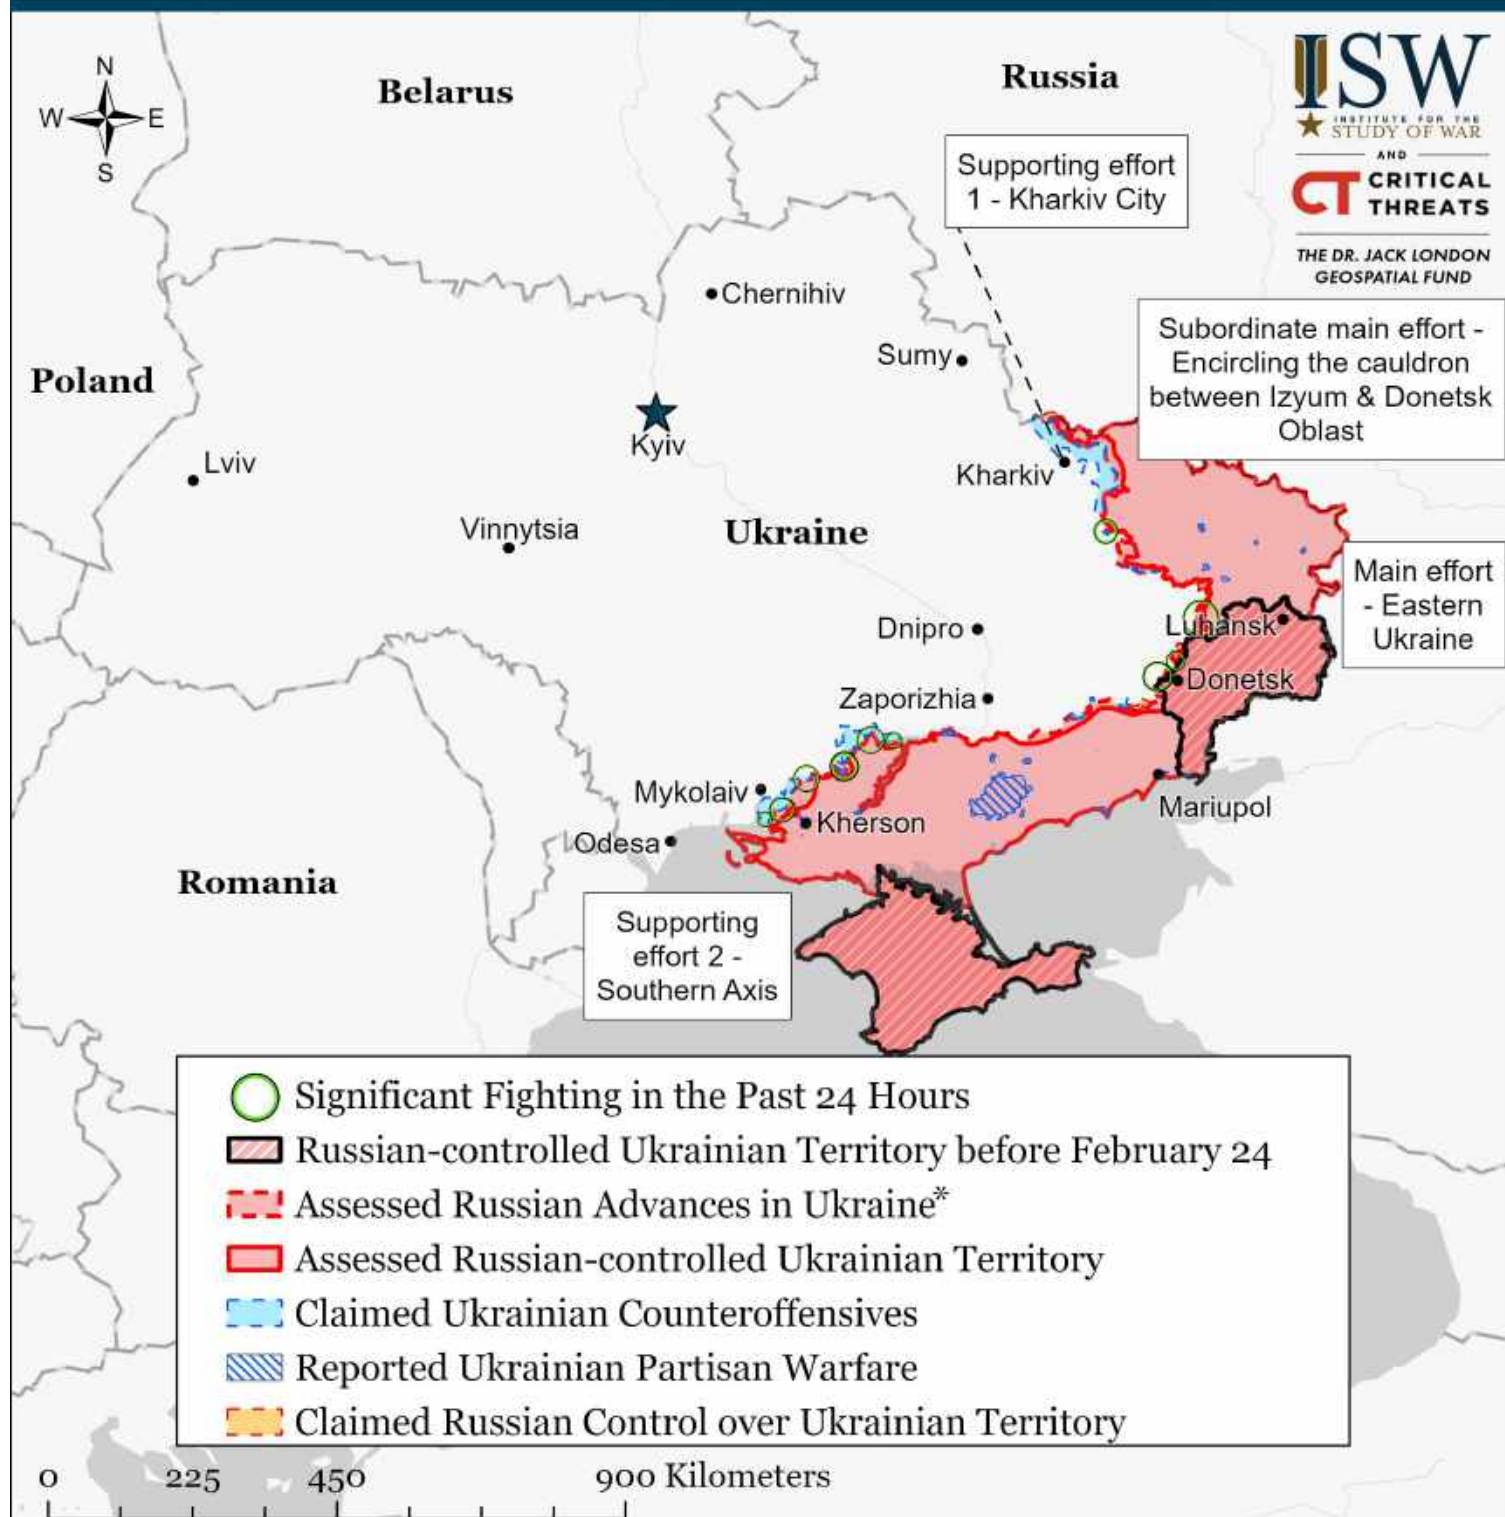 N
W E
S
Belarus
Russia
ISW
INSTITUTE FOR THE
STUDY OF WAR
AND
CT CRITICAL
THREATS
THE DR. JACK LONDON
GEOSPATIAL FUND
Supporting effort
1 - Kharkiv City
Subordinate main effort -
Encircling the cauldron
between Izyum & Donetsk
Oblast
Chernihiv
Sumy
Poland
Kyiv
Lviv
Kharkiv
Vinnytsia
Ukraine
Main effort
- Eastern
Ukraine
Dnipro
Luhansk
Donetsk
Zaporizhia
Mykolaiv
Mariupol
Kherson
Odesa
Romania
Supporting
effort 2 -
Southern Axis
Significant Fighting in the Past 24 Hours
Russian-controlled Ukrainian Territory before February 24
Assessed Russian Advances in Ukraine*
Assessed Russian-controlled Ukrainian Territory
Claimed Ukrainian Counteroffensives
Reported Ukrainian Partisan Warfare
Claimed Russian Control over Ukrainian Territory
0 225 450 900 Kilometers